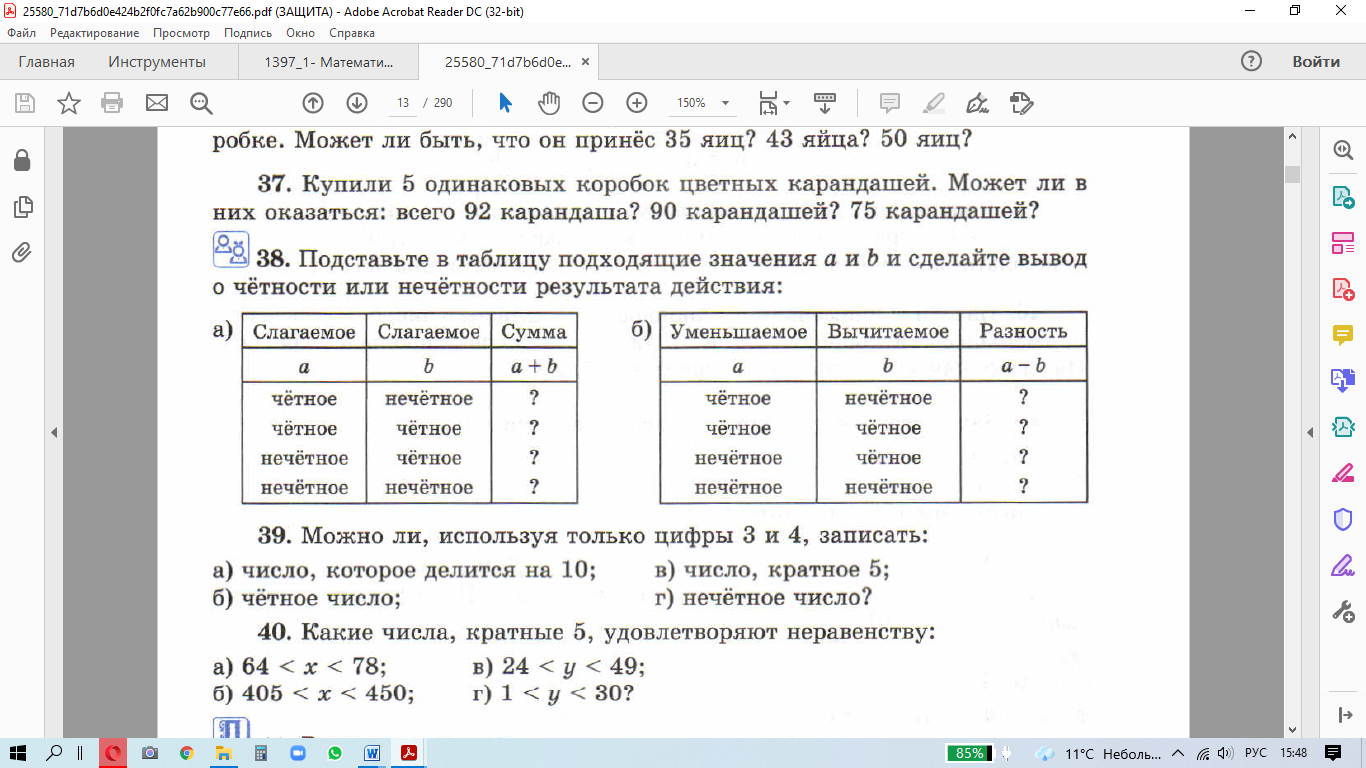 25580_71d7b6d0e424b2f0fc7a62b900c77e66.pdf (ЗАЩИТА) - Adobe Acrobat Reader DC (32-bit)
Файл Редактирование Просмотр Подпись Окно Справка
Главная Инструменты 1397_1- Математи... 25580_71d7b6d0e... × Войти
13 / 290 150%
робке. Может ли быть, что он принёс 35 яиц? 43 яйца? 50 яиц?
37. Купили 5 одинаковых коробок цветных карандашей. Может ли в
них оказаться: всего 92 карандаша? 90 карандашей? 75 карандашей?
38. Подставьте в таблицу подходящие значения a и b и сделайте вывод
о чётности или нечётности результата действия:
а) Слагаемое Слагаемое Сумма
a b a + b
чётное нечётное ?
чётное чётное ?
нечётное чётное ?
нечётное нечётное ?
б) Уменьшаемое Вычитаемое Разность
a b a − b
чётное нечётное ?
чётное чётное ?
нечётное чётное ?
нечётное нечётное ?
39. Можно ли, используя только цифры 3 и 4, записать:
а) число, которое делится на 10; в) число, кратное 5;
б) чётное число; г) нечётное число?
40. Какие числа, кратные 5, удовлетворяют неравенству:
а) 64 < x < 78; в) 24 < y < 49;
б) 405 < x < 450; г) 1 < y < 30?
85% 11°C Неболь... РУС 15:48